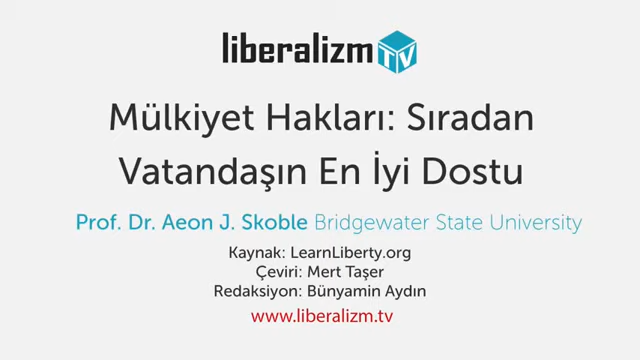 liberalizm TV
Mülkiyet Hakları: Sıradan
Vatandaşın En İyi Dostu
Prof. Dr. Aeon J. Skoble Bridgewater State University
Kaynak: LearnLiberty.org
Çeviri: Mert Taşer
Redaksiyon: Bünyamin Aydın
www.liberalizm.tv